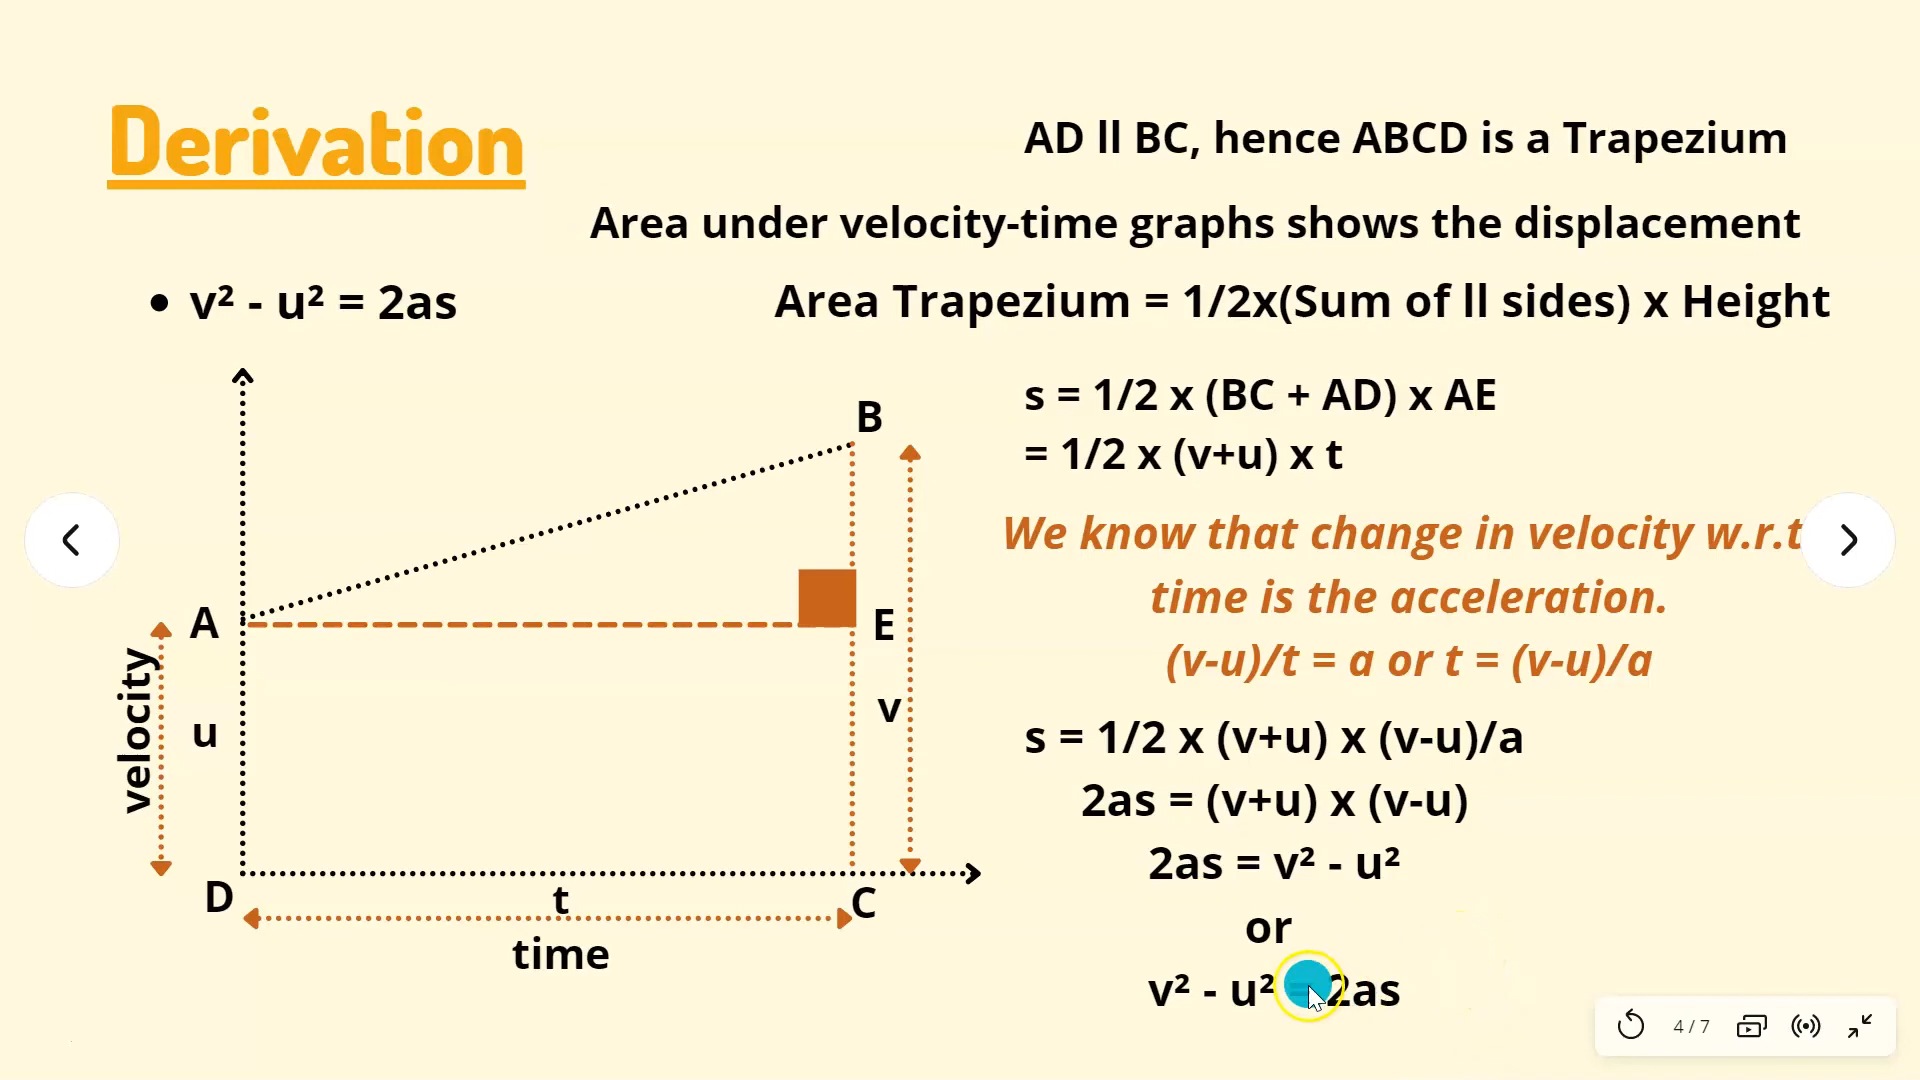 Derivation
AD ll BC, hence ABCD is a Trapezium
Area under velocity-time graphs shows the displacement
• v² - u² = 2as
Area Trapezium = 1/2x(Sum of ll sides) x Height
s = 1/2 x (BC + AD) x AE
= 1/2 x (v+u) x t
We know that change in velocity w.r.t
time is the acceleration.
(v-u)/t = a or t = (v-u)/a
s = 1/2 x (v+u) x (v-u)/a
2as = (v+u) x (v-u)
2as = v² - u²
or
v² - u² = 2as
B
A
E
velocity
u
v
D
t
C
time
4 / 7